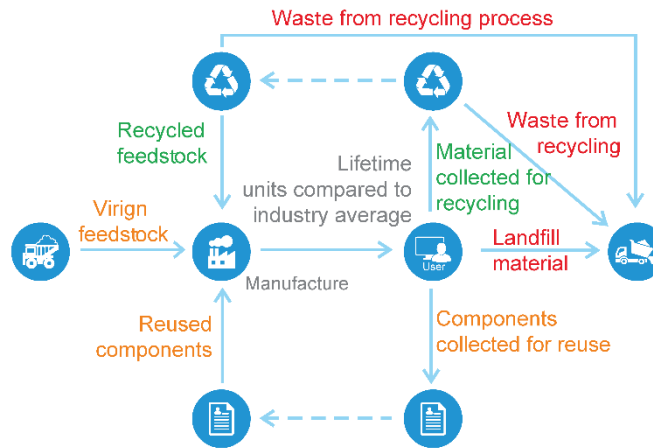 Waste from recycling process
Recycled
feedstock
Waste from
recycling
Material
collected for
recycling
Lifetime
units compared to
industry average
Virign
feedstock
Landfill
material
User
Manufacture
Reused
components
Components
collected for reuse